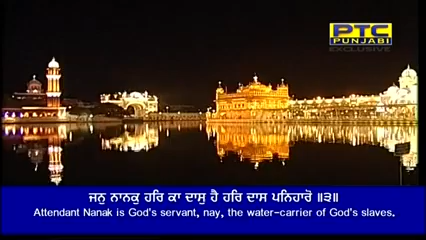 PTC
PUNJABI
EXCLUSIVE
ਜਨੁ ਨਾਨਕੁ ਹਰਿ ਕਾ ਦਾਸੁ ਹੈ ਹਰਿ ਦਾਸ ਪਨਿਹਾਰੋ ॥੩॥
Attendant Nanak is God's servant, nay, the water-carrier of God's slaves.